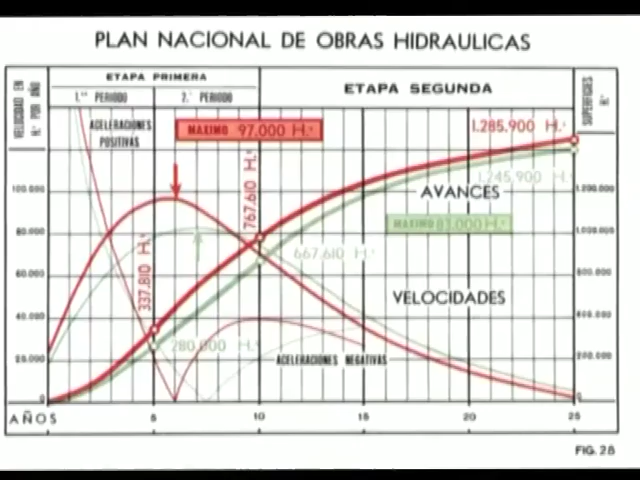 PLAN NACIONAL DE OBRAS HIDRAULICAS
ETAPA PRIMERA
1.er PERIODO
2.º PERIODO
ETAPA SEGUNDA
VELOCIDAD EN
H.s POR AÑO
SUPERFICIES
H.s
ACELERACIONES
POSITIVAS
MAXIMO 97.000 H.s
1.285.900 H.s
1.245.900 H.s
AVANCES
MAXIMO 83.000 H.s
767.610 H.s
667.610 H.s
337.810 H.s
280.000 H.s
VELOCIDADES
ACELERACIONES NEGATIVAS
100.000
80.000
60.000
40.000
20.000
0
1.200.000
1.000.000
800.000
400.000
200.000
0
AÑOS
5
10
15
20
25
FIG. 28